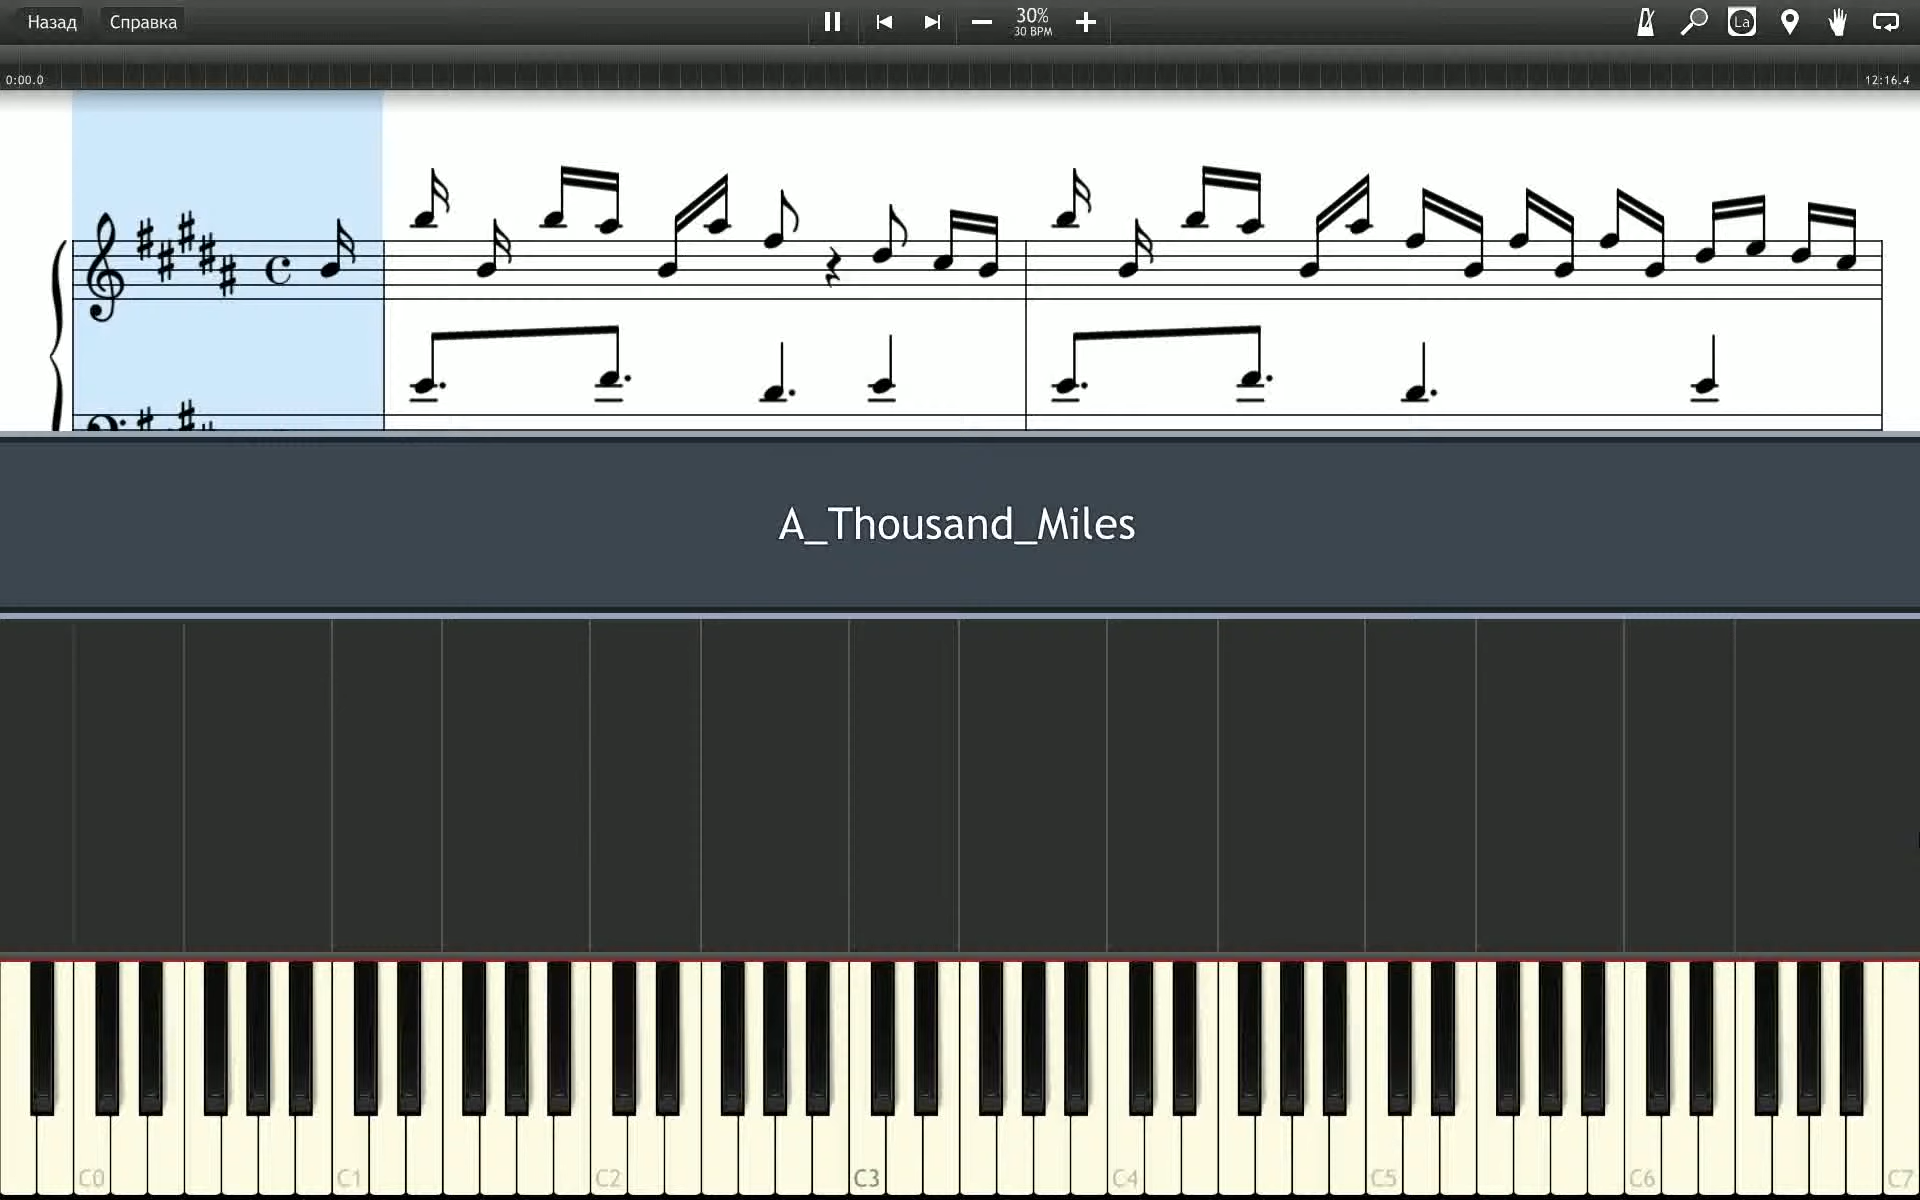 Назад Справка 30% La
30 BPM
0:00.0 12:16.4
A_Thousand_Miles
C0 C1 C2 C3 C4 C5 C6 C7